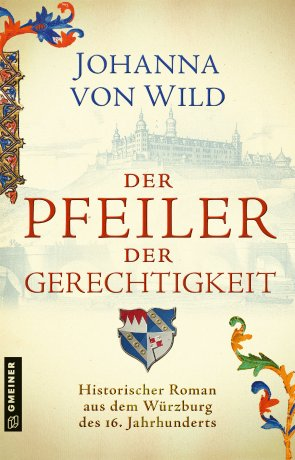 JOHANNA
VON WILD
DER
PFEILER
DER
GERECHTIGKEIT
Historischer Roman
aus dem Würzburg
des 16. Jahrhunderts
GMEINER